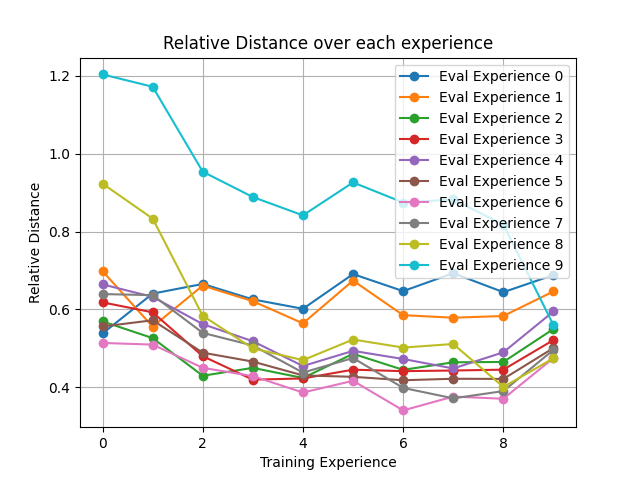 Relative Distance over each experience
1.2
1.0
0.8
0.6
0.4
Relative Distance
Eval Experience 0
Eval Experience 1
Eval Experience 2
Eval Experience 3
Eval Experience 4
Eval Experience 5
Eval Experience 6
Eval Experience 7
Eval Experience 8
Eval Experience 9
0 2 4 6 8
Training Experience